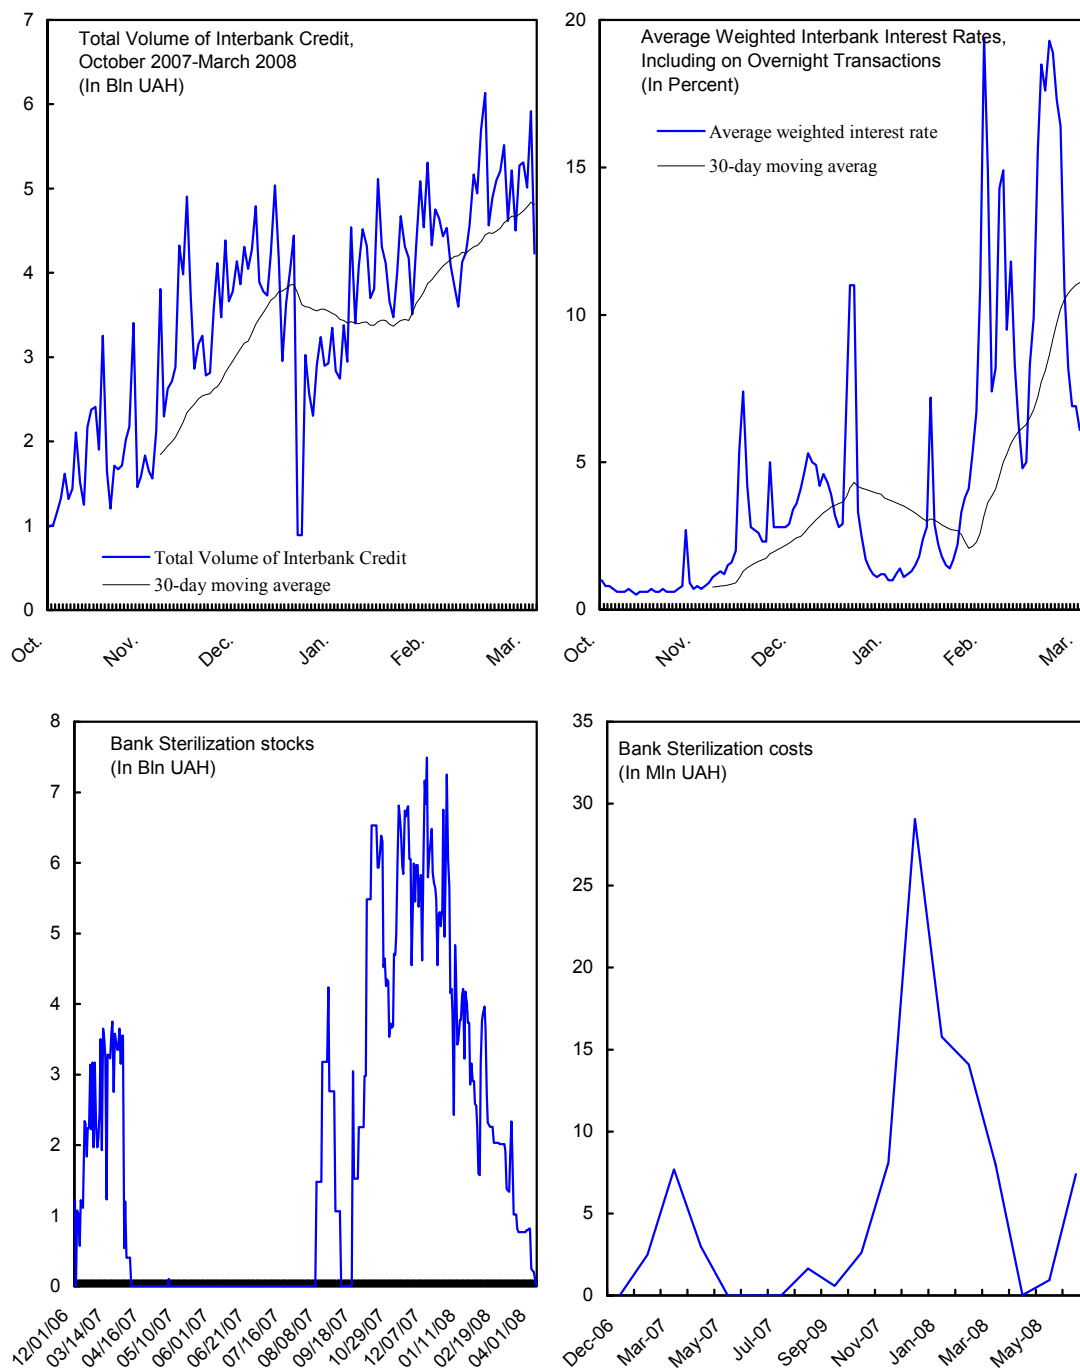 Total Volume of Interbank Credit,
October 2007-March 2008
(In Bln UAH)
7
6
5
4
3
2
1
0
Total Volume of Interbank Credit
30-day moving average
Oct.
Nov.
Dec.
Jan.
Feb.
Mar.
Average Weighted Interbank Interest Rates,
Including on Overnight Transactions
(In Percent)
20
15
10
5
0
Average weighted interest rate
30-day moving averag
Oct.
Nov.
Dec.
Jan.
Feb.
Mar.
Bank Sterilization stocks
(In Bln UAH)
8
7
6
5
4
3
2
1
0
12/01/06
03/14/07
04/16/07
05/10/07
06/01/07
06/21/07
07/16/07
08/08/07
09/18/07
10/29/07
12/07/07
01/11/08
02/19/08
04/01/08
Bank Sterilization costs
(In Mln UAH)
35
30
25
20
15
10
5
0
Dec-06
Mar-07
May-07
Jul-07
Sep-09
Nov-07
Jan-08
Mar-08
May-08